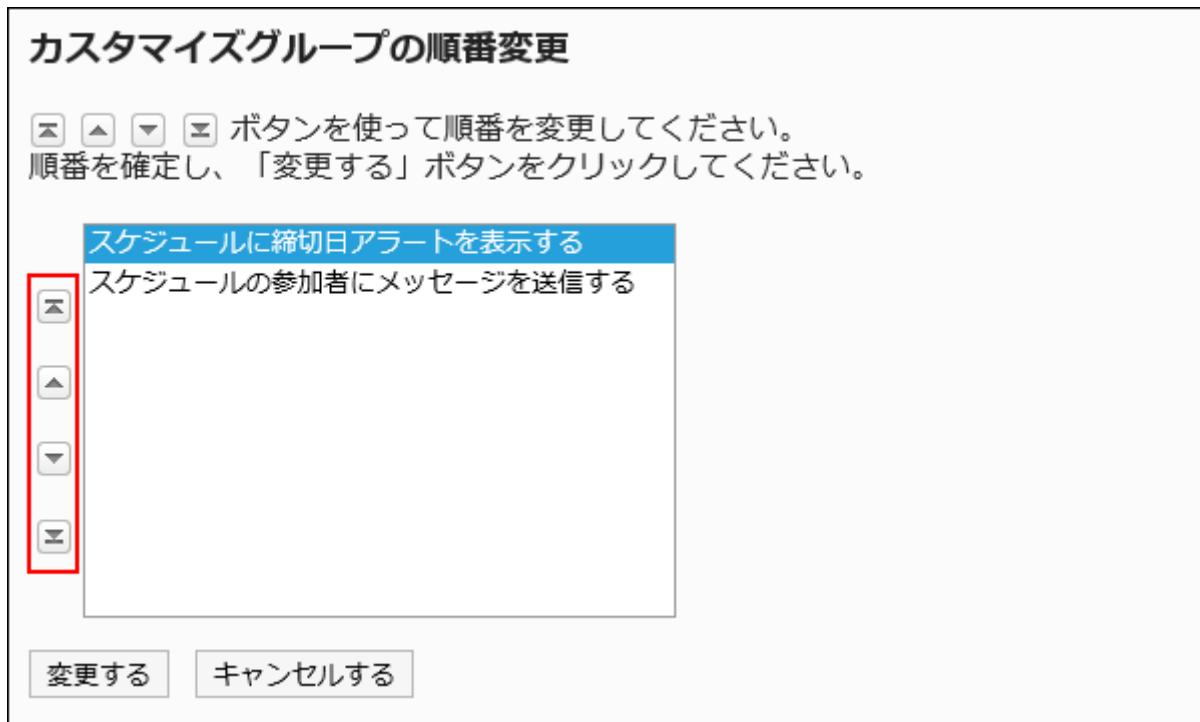 カスタマイズグループの順番変更
ボタンを使って順番を変更してください。
順番を確定し、「変更する」ボタンをクリックしてください。
スケジュールに締切日アラートを表示する
スケジュールの参加者にメッセージを送信する
変更する
キャンセルする